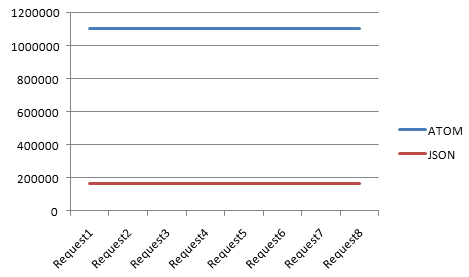 1200000
1000000
800000
600000
400000
200000
0
Request1
Request2
Request3
Request4
Request5
Request6
Request7
Request8
ATOM
JSON